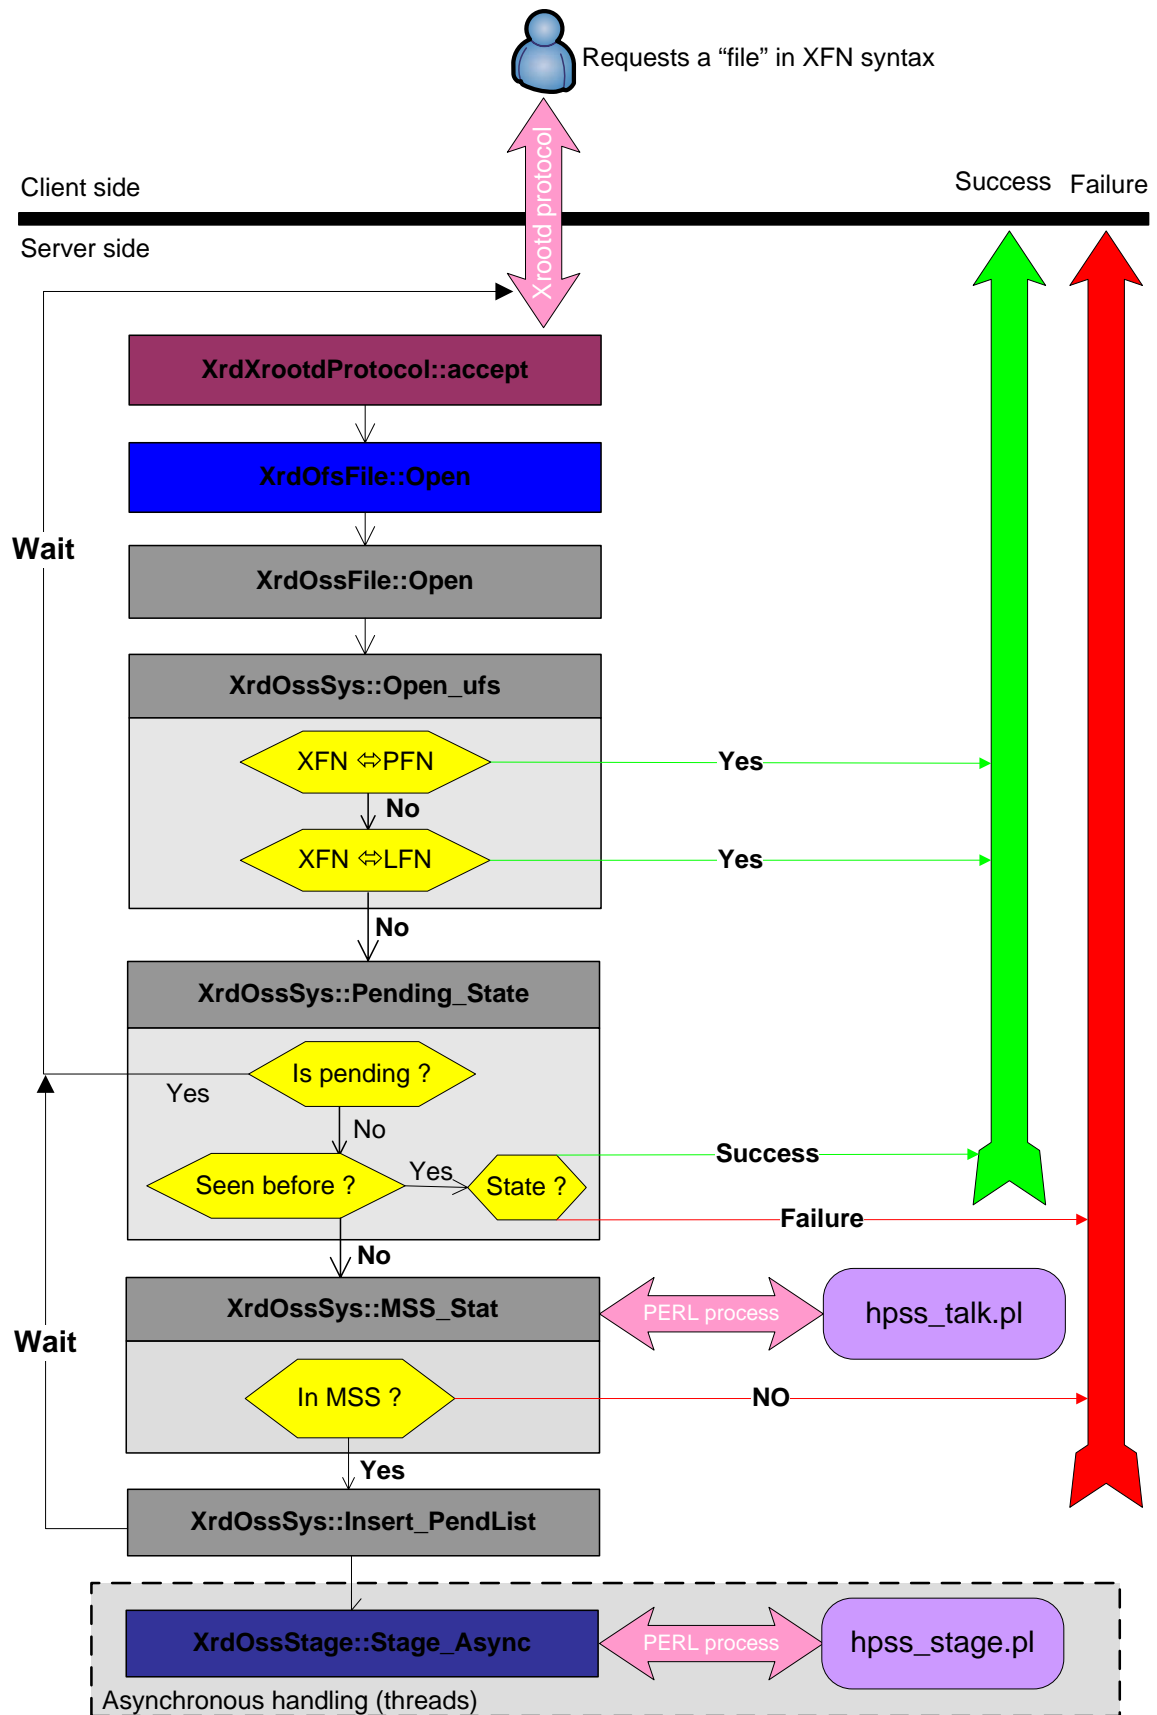 Requests a “file” in XFN syntax
Xrootd protocol
Client side
Success
Failure
Server side
XrdXrootdProtocol::accept
XrdOfsFile::Open
Wait
XrdOssFile::Open
XrdOssSys::Open_ufs
XFN ⇔PFN
Yes
No
XFN ⇔LFN
Yes
No
XrdOssSys::Pending_State
Is pending ?
Yes
No
Seen before ?
Yes
State ?
Success
Failure
No
XrdOssSys::MSS_Stat
PERL process
hpss_talk.pl
Wait
In MSS ?
NO
Yes
XrdOssSys::Insert_PendList
XrdOssStage::Stage_Async
PERL process
hpss_stage.pl
Asynchronous handling (threads)